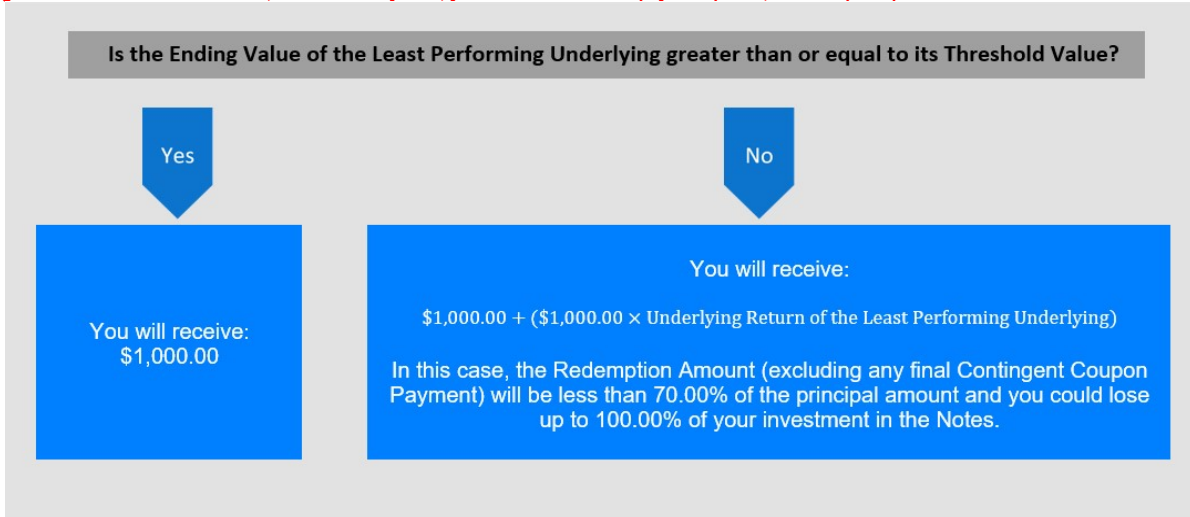 Is the Ending Value of the Least Performing Underlying greater than or equal to its Threshold Value?
Yes
No
You will receive:
$1,000.00
You will receive:
$1,000.00 + ($1,000.00 × Underlying Return of the Least Performing Underlying)
In this case, the Redemption Amount (excluding any final Contingent Coupon
Payment) will be less than 70.00% of the principal amount and you could lose
up to 100.00% of your investment in the Notes.